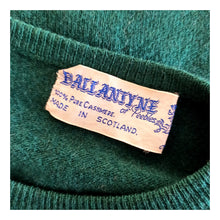 BALLANTYNE
of Peebles
100% PURE CASHMERE
MADE IN SCOTLAND.